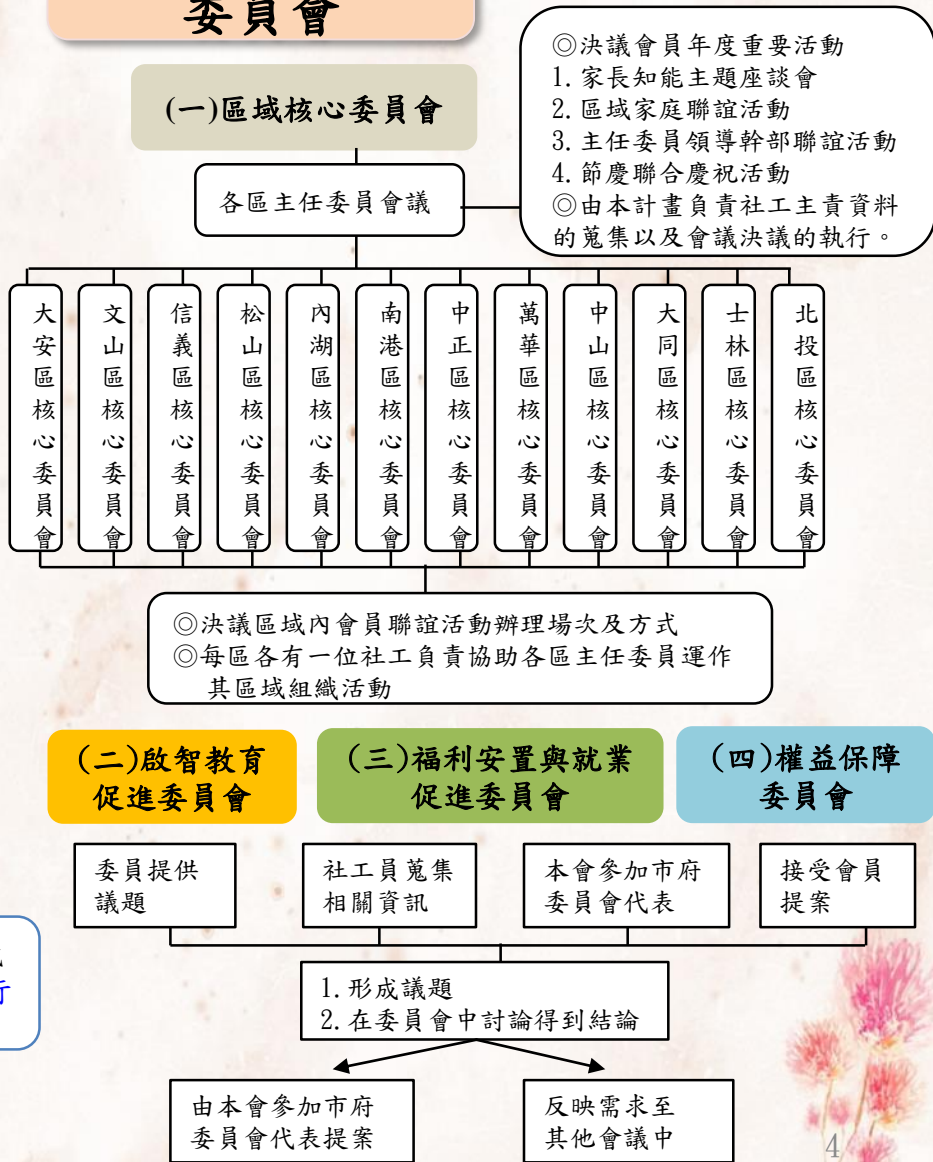 委員會
(一)區域核心委員會
◎決議會員年度重要活動
1.家長知能主題座談會
2.區域家庭聯誼活動
3.主任委員領導幹部聯誼活動
4.節慶聯合慶祝活動
◎由本計畫負責社工主責資料
的蒐集以及會議決議的執行。
各區主任委員會議
大安區核心委員會
文山區核心委員會
信義區核心委員會
松山區核心委員會
內湖區核心委員會
南港區核心委員會
中正區核心委員會
萬華區核心委員會
中山區核心委員會
大同區核心委員會
士林區核心委員會
北投區核心委員會
◎決議區域內會員聯誼活動辦理場次及方式
◎每區各有一位社工負責協助各區主任委員運作
其區域組織活動
(二)啟智教育
促進委員會
(三)福利安置與就業
促進委員會
(四)權益保障
委員會
委員提供
議題
社工員蒐集
相關資訊
本會參加市府
委員會代表
接受會員
提案
1.形成議題
2.在委員會中討論得到結論
由本會參加市府
委員會代表提案
反映需求至
其他會議中
4